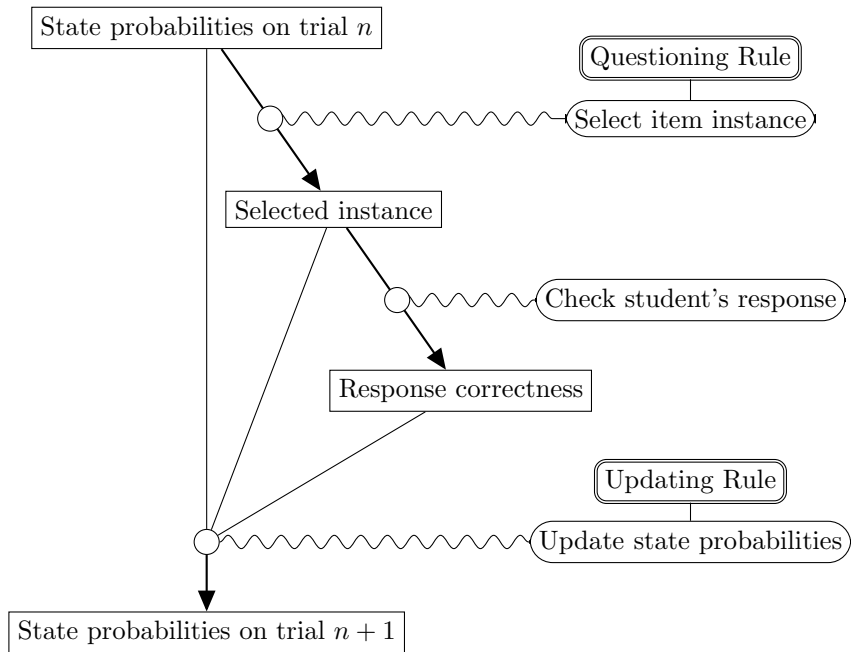 State probabilities on trial n
Questioning Rule
Select item instance
Selected instance
Check student's response
Response correctness
Updating Rule
Update state probabilities
State probabilities on trial n + 1